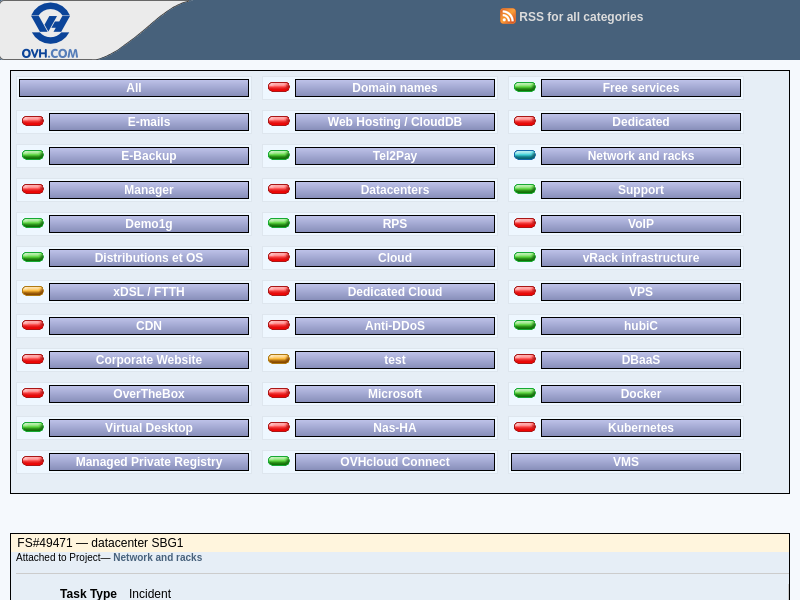 OVH.COM
RSS for all categories
All
Domain names
Free services
E-mails
Web Hosting / CloudDB
Dedicated
E-Backup
Tel2Pay
Network and racks
Manager
Datacenters
Support
Demo1g
RPS
VoIP
Distributions et OS
Cloud
vRack infrastructure
xDSL / FTTH
Dedicated Cloud
VPS
CDN
Anti-DDoS
hubiC
Corporate Website
test
DBaaS
OverTheBox
Microsoft
Docker
Virtual Desktop
Nas-HA
Kubernetes
Managed Private Registry
OVHcloud Connect
VMS
FS#49471 — datacenter SBG1
Attached to Project— Network and racks
Task Type Incident